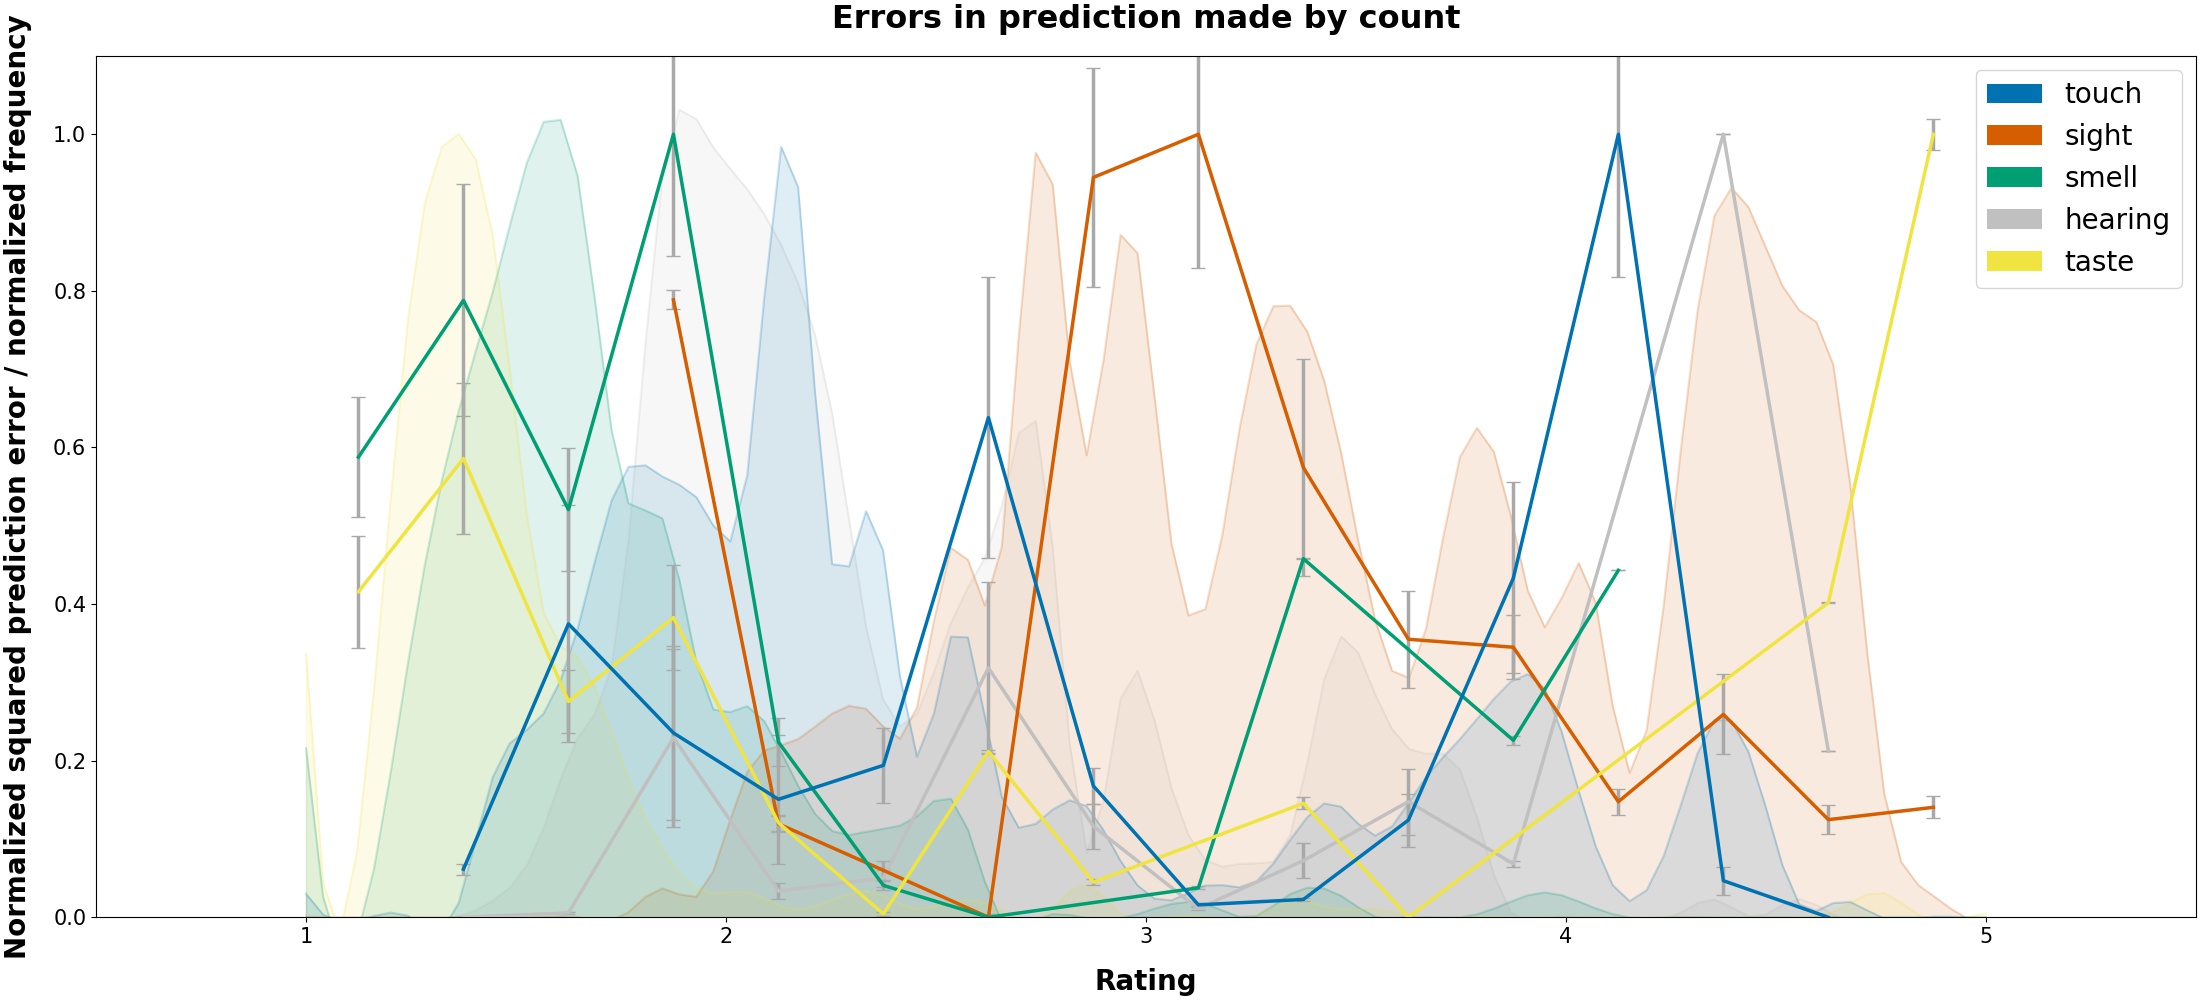 Errors in prediction made by count
Normalized squared prediction error / normalized frequency
1.0
0.8
0.6
0.4
0.2
0.0
1 2 3 4 5
Rating
touch
sight
smell
hearing
taste